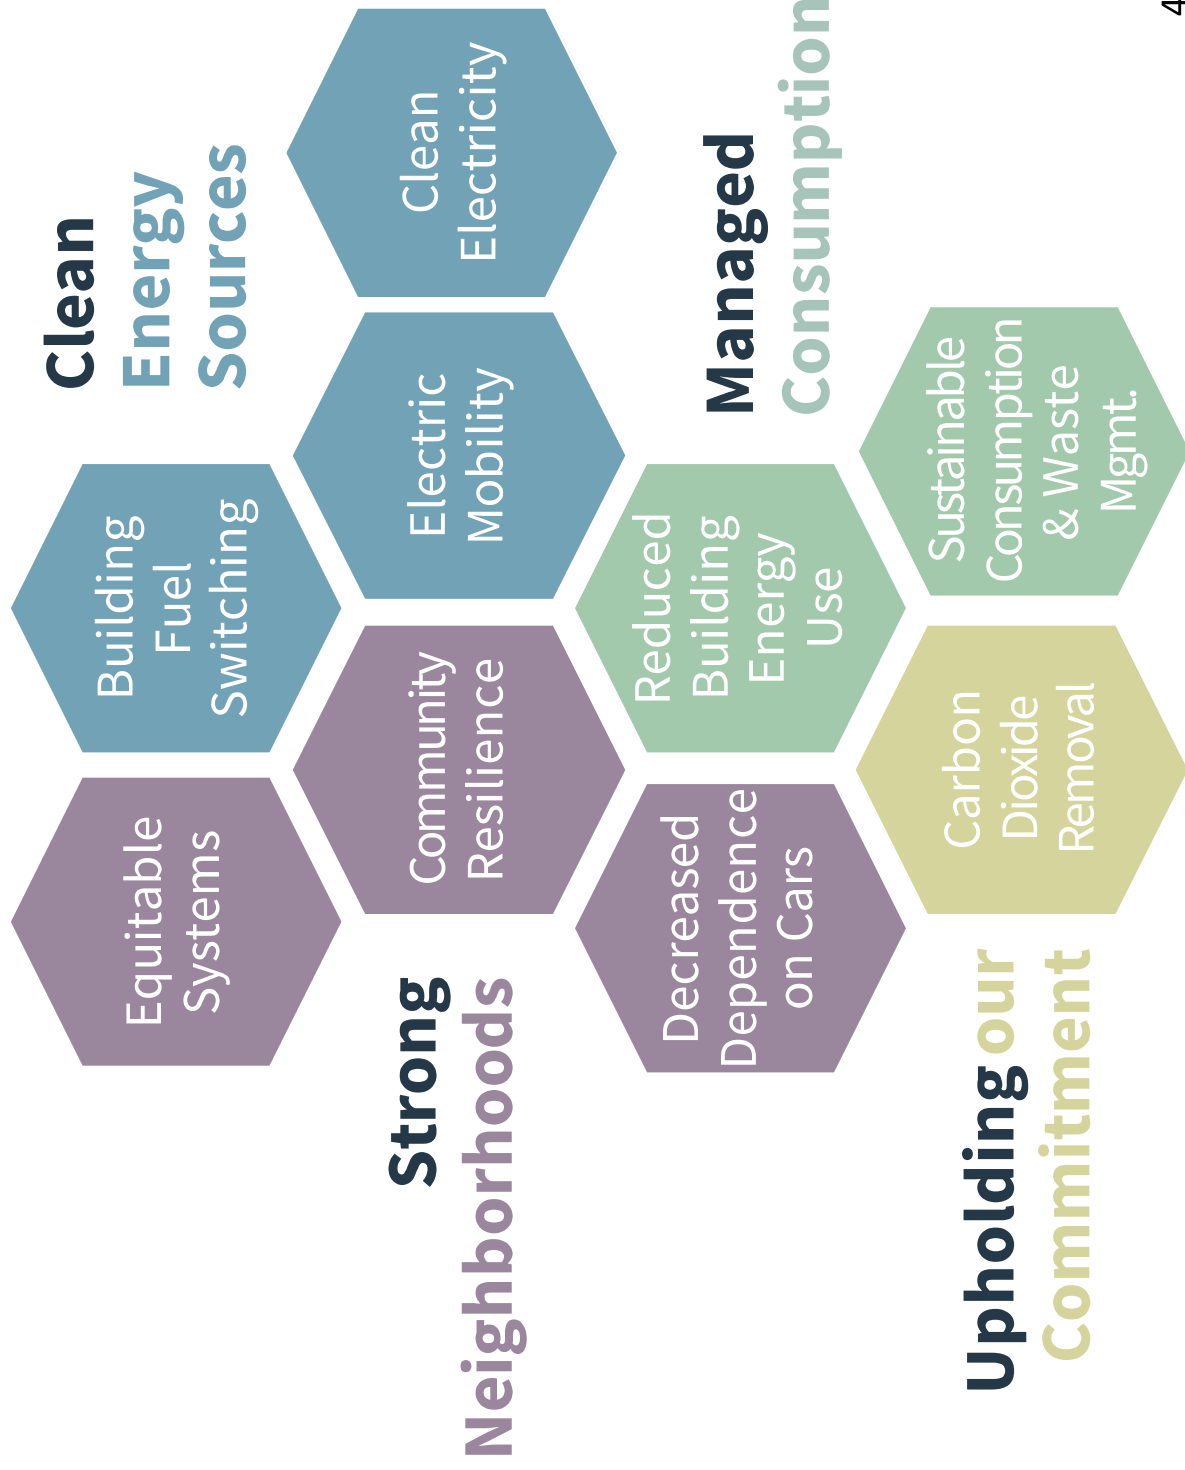 Clean
Energy
Sources
Equitable
Systems
Building
Fuel
Switching
Strong
Neighborhoods
Community
Resilience
Electric
Mobility
Clean
Electricity
Decreased
Dependence
on Cars
Reduced
Building
Energy
Use
Managed
Consumption
Upholding our
Commitment
Carbon
Dioxide
Removal
Sustainable
Consumption
& Waste
Mgmt.
4